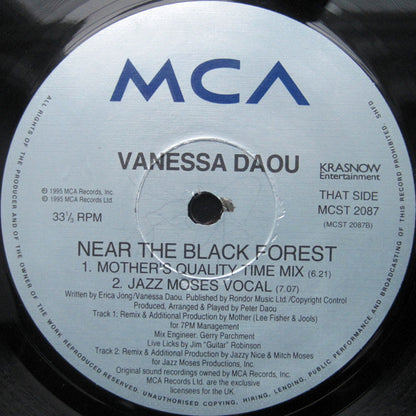 MCA
VANESSA DAOU
KRASNOW
Entertainment
℗ 1995 MCA Records, Inc.
© 1995 MCA Records Ltd.
33⅓ RPM
THAT SIDE
MCST 2087
(MCST 2087B)
NEAR THE BLACK FOREST
1. MOTHER'S QUALITY TIME MIX (6.21)
2. JAZZ MOSES VOCAL (7.07)
Written by Erica Jong/Vanessa Daou. Published by Rondor Music Ltd./Copyright Control
Produced, Arranged & Played by Peter Daou
Track 1. Remix & Additional Production by Mother (Lee Fisher & Jools)
for 7PM Management
Mix Engineer. Gerry Parchment
Live Licks by Jim "Guitar" Robinson
Track 2. Remix & Additional Production by Jazzy Nice & Mitch Moses
for Jazz Moses Productions, Inc.
Original sound recordings owned by MCA Records Inc.
MCA Records Ltd. are the exclusive
licensees for the UK.
ALL RIGHTS OF THE PRODUCER AND OF THE OWNER OF THE WORK REPRODUCED RESERVED UNAUTHORISED COPYING, HIRING, LENDING, PUBLIC PERFORMANCE AND BROADCASTING OF THIS RECORD PROHIBITED